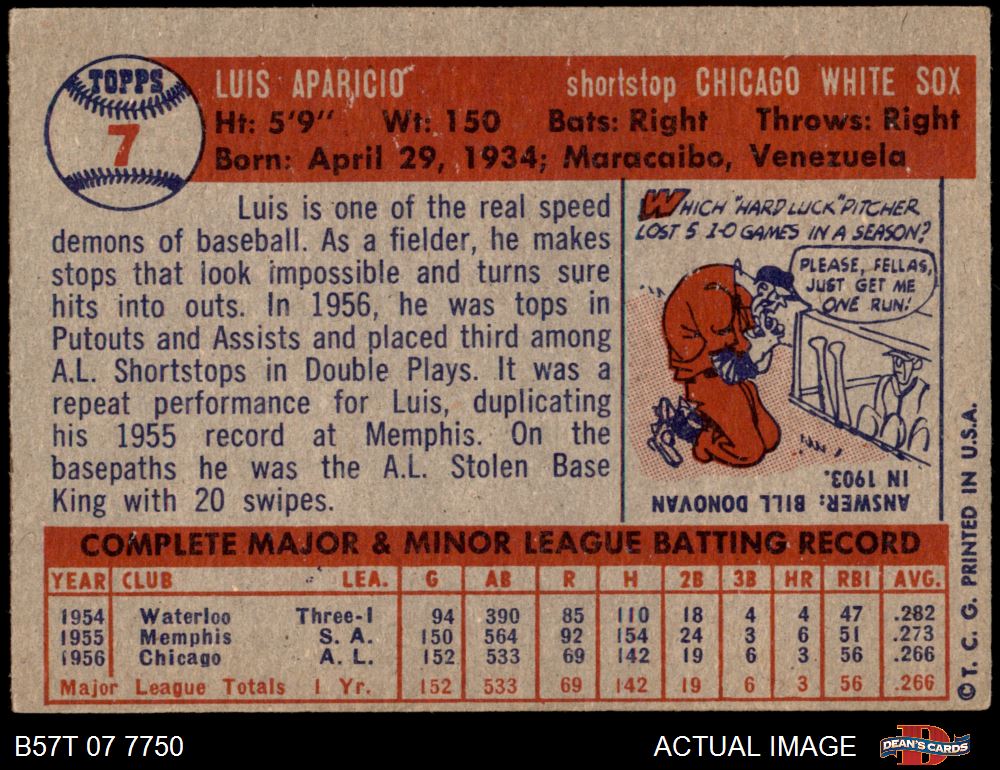 TOPPS
7
LUIS APARICIO shortstop CHICAGO WHITE SOX
Ht: 5'9" Wt: 150 Bats: Right Throws: Right
Born: April 29, 1934; Maracaibo, Venezuela
Luis is one of the real speed
demons of baseball. As a fielder, he makes
stops that look impossible and turns sure
hits into outs. In 1956, he was tops in
Putouts and Assists and placed third among
A.L. Shortstops in Double Plays. It was a
repeat performance for Luis, duplicating
his 1955 record at Memphis. On the
basepaths he was the A.L. Stolen Base
King with 20 swipes.
WHICH "HARD LUCK" PITCHER
LOST 5 1-0 GAMES IN A SEASON?
PLEASE, FELLAS,
JUST GET ME
ONE RUN!
ANSWER: BILL DONOVAN
IN 1903.
COMPLETE MAJOR & MINOR LEAGUE BATTING RECORD
YEAR CLUB LEA. G AB R H 2B 3B HR RBI AVG.
1954 Waterloo Three-I 94 390 85 110 18 4 4 47 .282
1955 Memphis S. A. 150 564 92 154 24 3 6 51 .273
1956 Chicago A. L. 152 533 69 142 19 6 3 56 .266
Major League Totals 1 Yr. 152 533 69 142 19 6 3 56 .266
© T. C. G. PRINTED IN U.S.A.
B57T 07 7750 ACTUAL IMAGE
D
DEAN'S CARDS